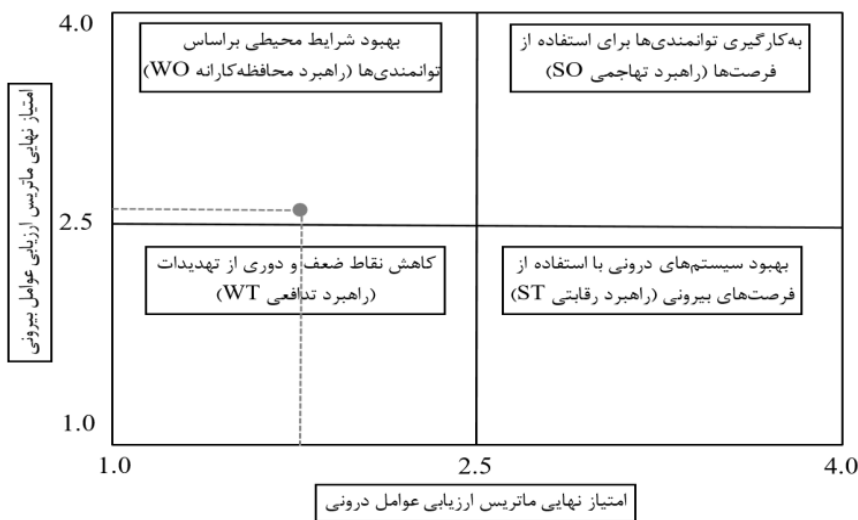 4.0
بهبود شرایط محیطی براساس
توانمندی‌ها (راهبرد محافظه‌کارانه WO)
به‌کارگیری توانمندی‌ها برای استفاده از
فرصت‌ها (راهبرد تهاجمی SO)
امتیاز نهایی ماتریس ارزیابی عوامل بیرونی
2.5
کاهش نقاط ضعف و دوری از تهدیدات
(راهبرد تدافعی WT)
بهبود سیستم‌های درونی با استفاده از
فرصت‌های بیرونی (راهبرد رقابتی ST)
1.0
1.0
2.5
4.0
امتیاز نهایی ماتریس ارزیابی عوامل درونی